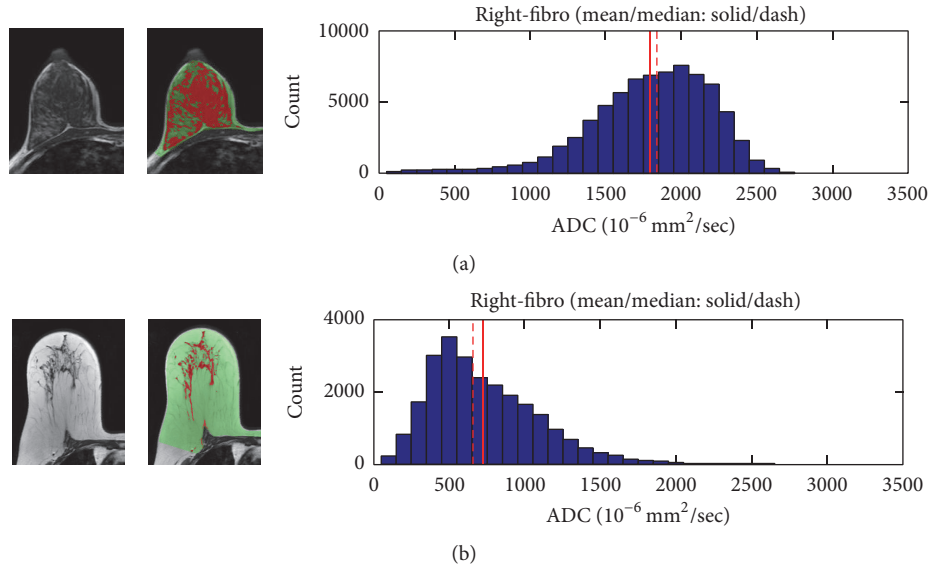 Right-fibro (mean/median: solid/dash)
10000
5000
0
Count
0 500 1000 1500 2000 2500 3000 3500
ADC (10⁻⁶ mm²/sec)
(a)
Right-fibro (mean/median: solid/dash)
4000
2000
0
Count
0 500 1000 1500 2000 2500 3000 3500
ADC (10⁻⁶ mm²/sec)
(b)